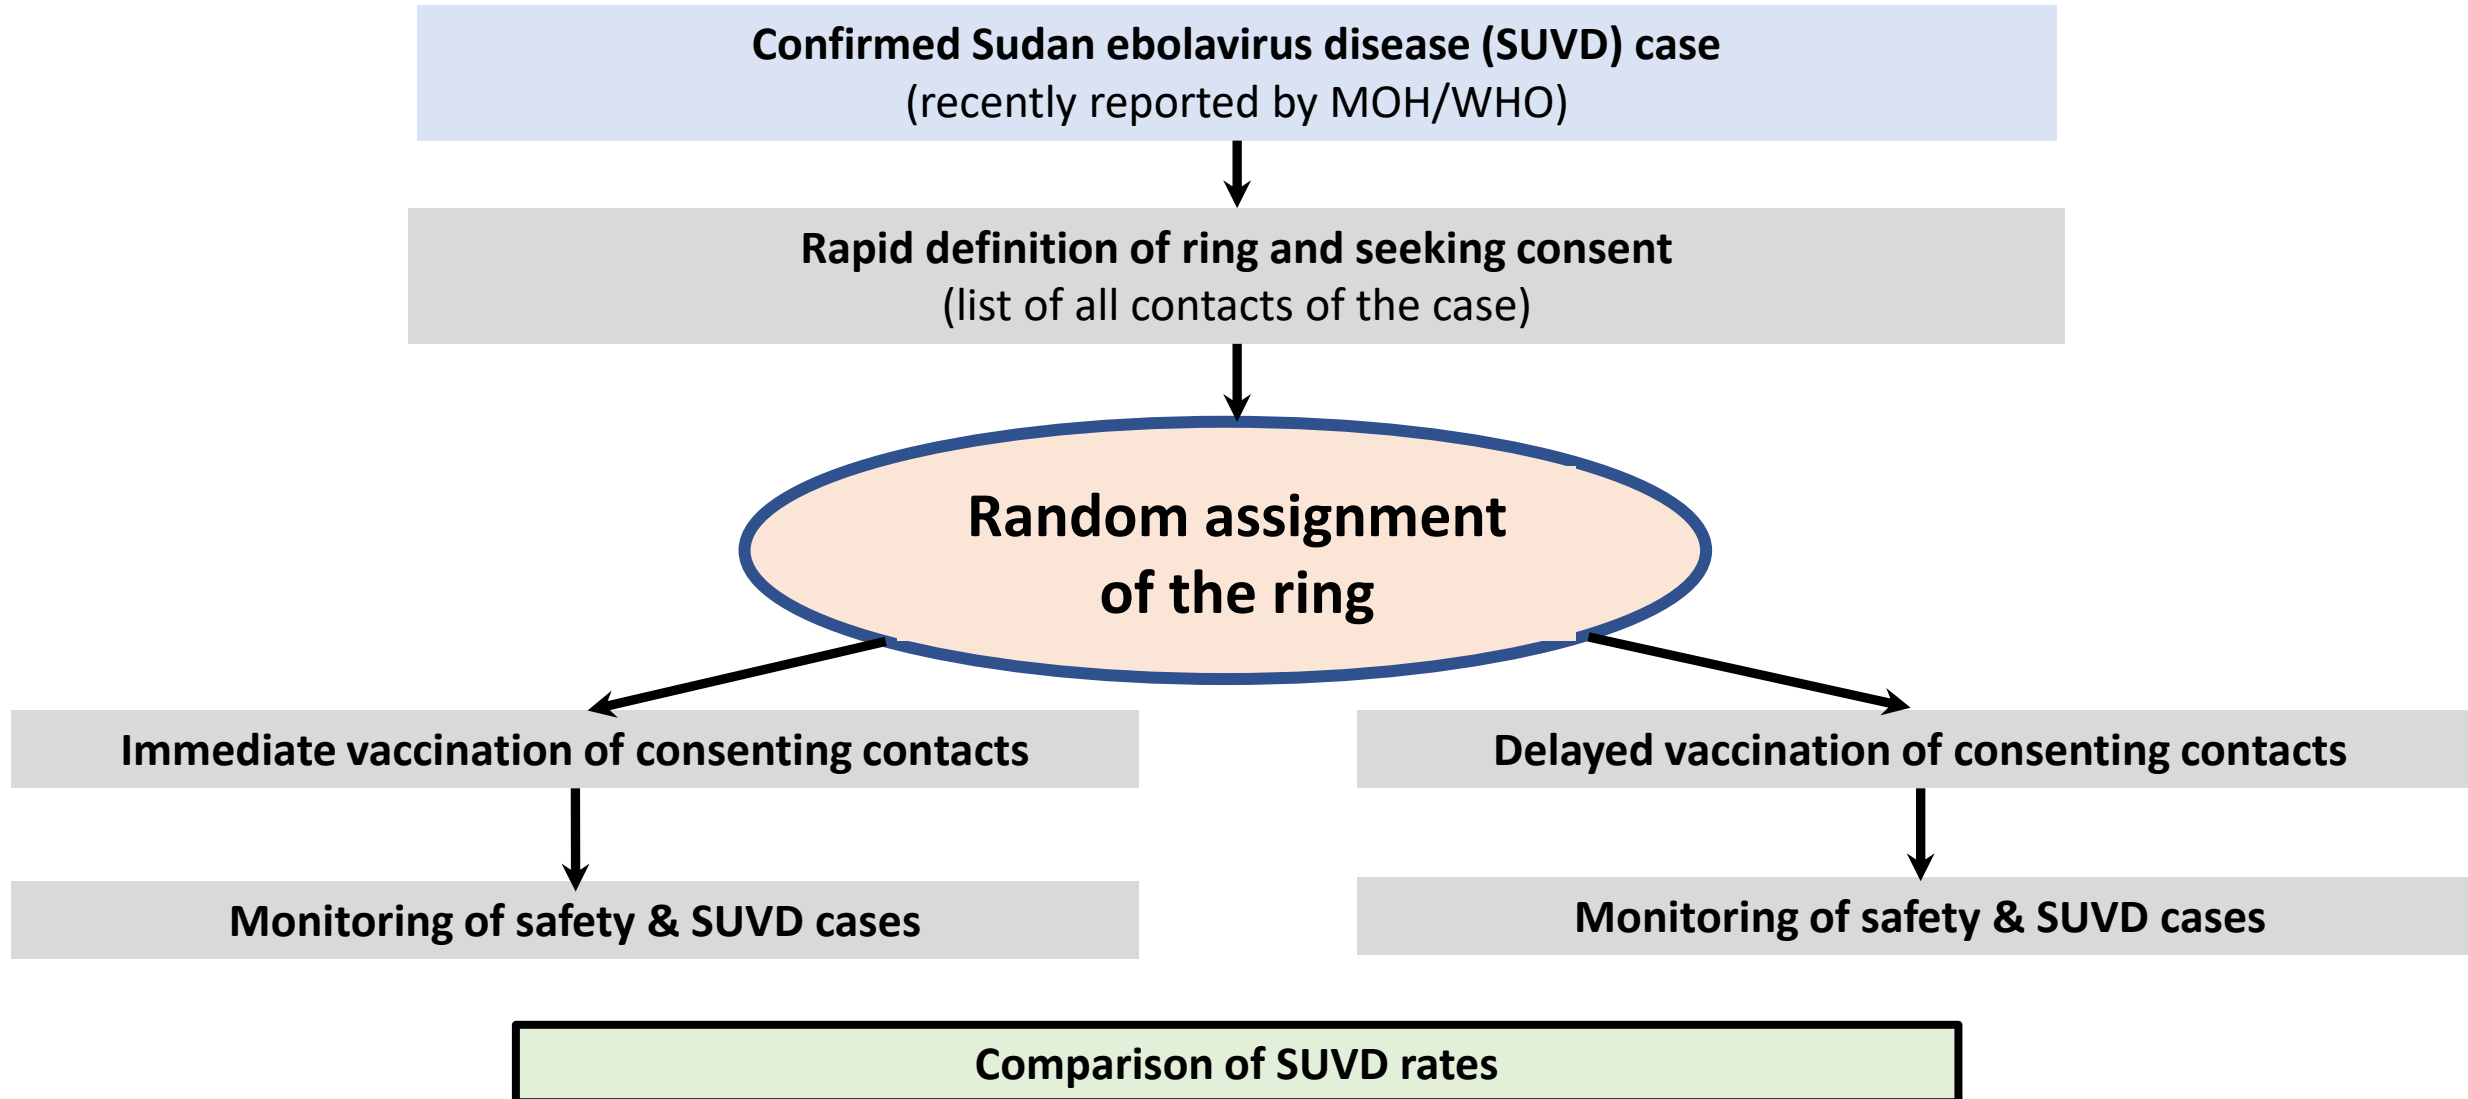 Confirmed Sudan ebolavirus disease (SUVD) case
(recently reported by MOH/WHO)
Rapid definition of ring and seeking consent
(list of all contacts of the case)
Random assignment
of the ring
Immediate vaccination of consenting contacts
Delayed vaccination of consenting contacts
Monitoring of safety & SUVD cases
Monitoring of safety & SUVD cases
Comparison of SUVD rates